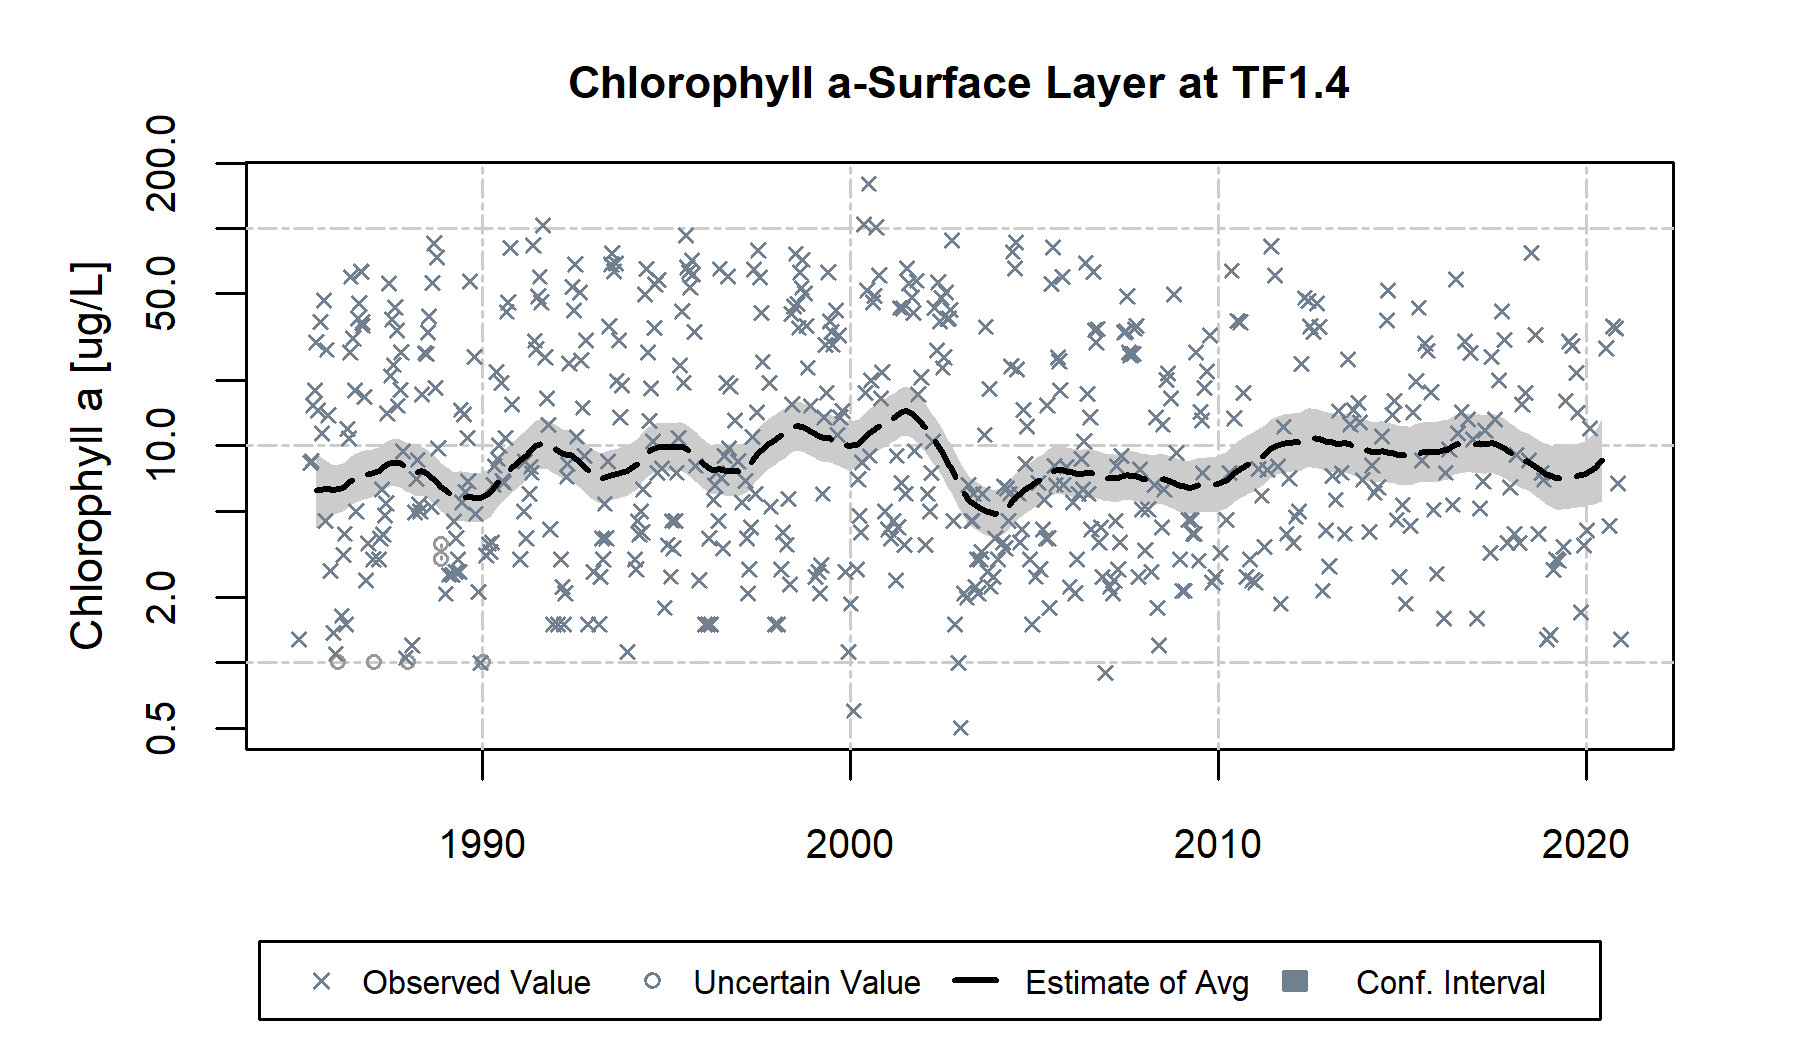 Chlorophyll a-Surface Layer at TF1.4
Chlorophyll a [ug/L]
200.0
50.0
10.0
2.0
0.5
1990 2000 2010 2020
Observed Value Uncertain Value Estimate of Avg Conf. Interval